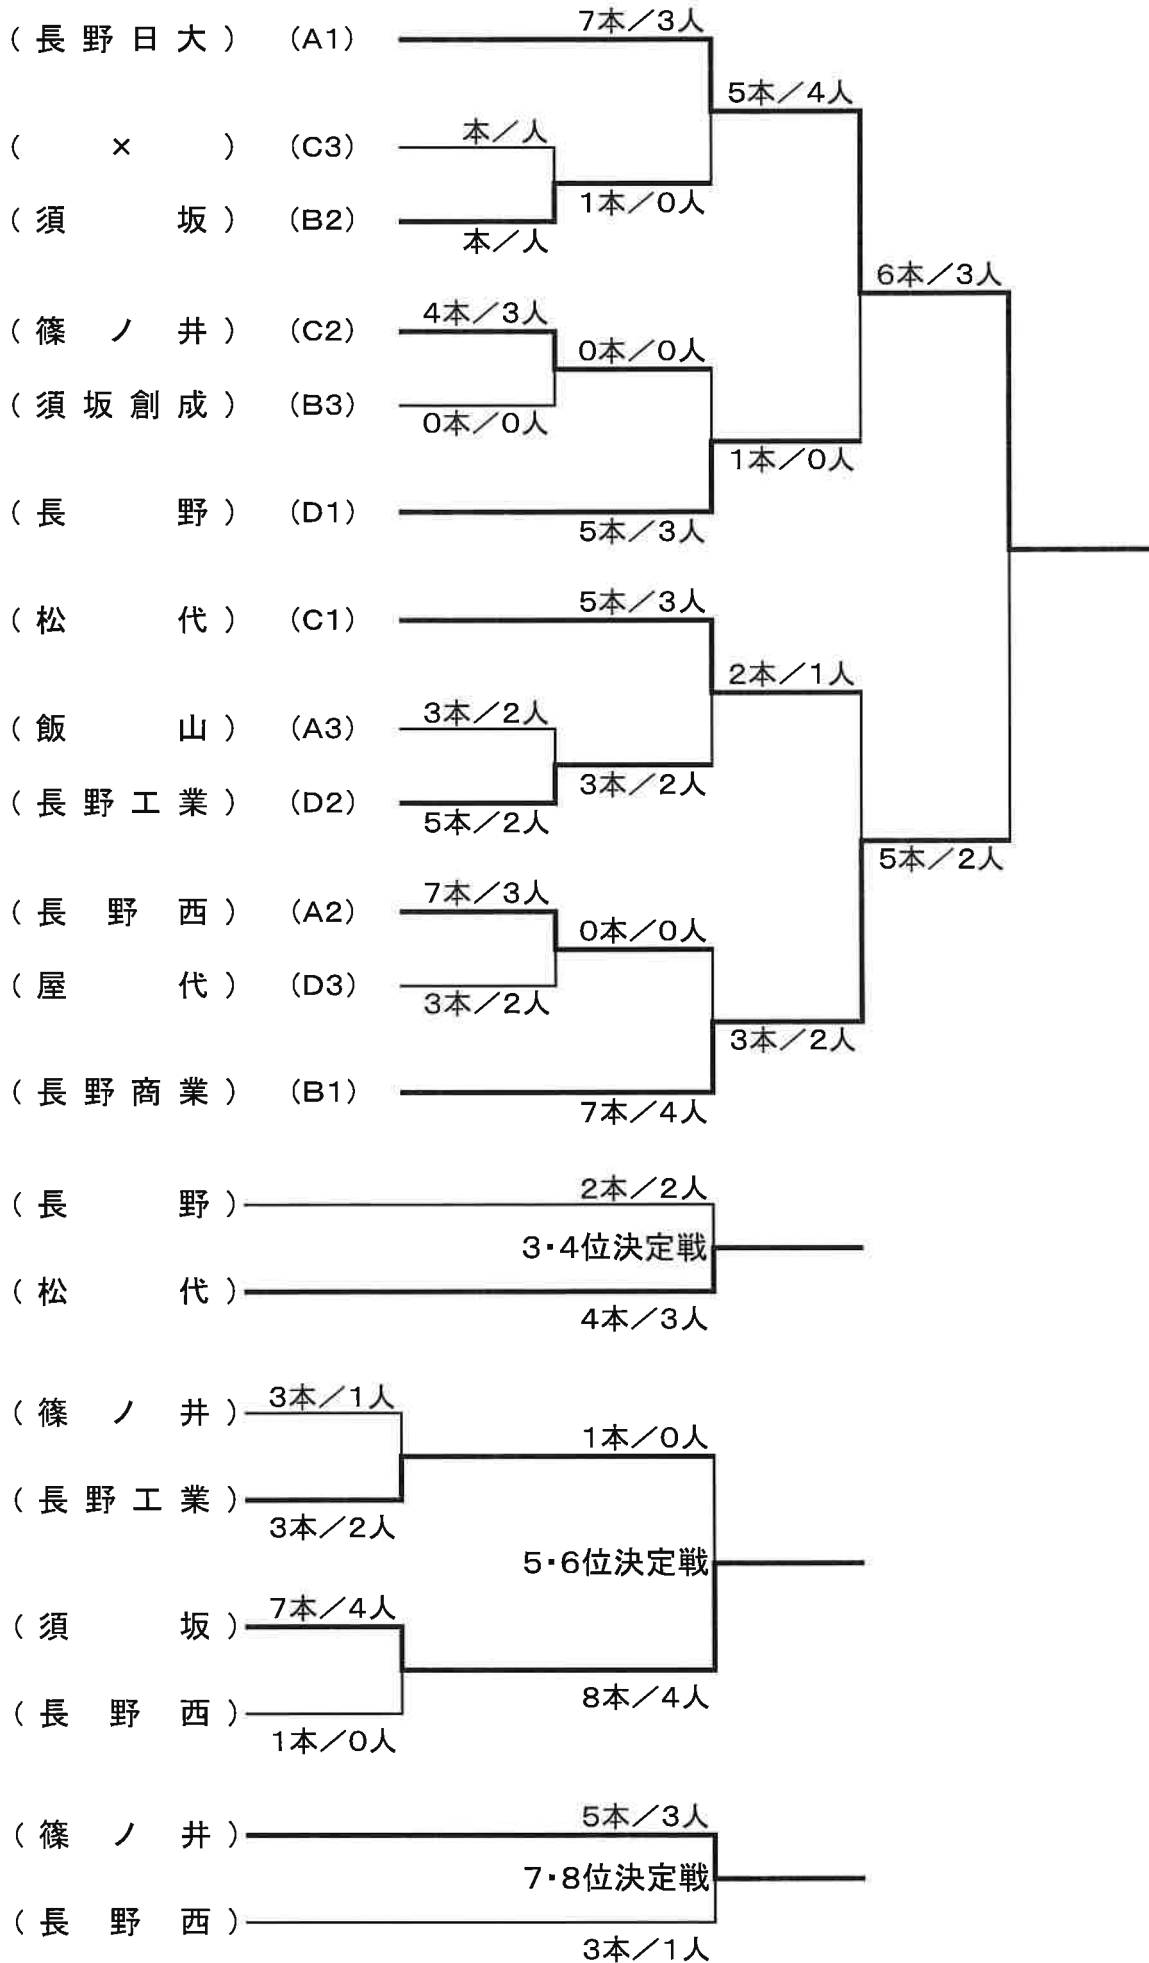 7本／3人
(長野日大) (A1)
5本／4人
本／人
(×) (C3)
1本／0人
(須坂) (B2)
本／人
6本／3人
4本／3人
(篠ノ井) (C2)
0本／0人
(須坂創成) (B3)
0本／0人
1本／0人
(長野) (D1)
5本／3人
5本／3人
(松代) (C1)
2本／1人
3本／2人
(飯山) (A3)
3本／2人
(長野工業) (D2)
5本／2人
5本／2人
7本／3人
(長野西) (A2)
0本／0人
(屋代) (D3)
3本／2人
3本／2人
(長野商業) (B1)
7本／4人
2本／2人
(長野)
3・4位決定戦
(松代)
4本／3人
3本／1人
(篠ノ井)
1本／0人
(長野工業)
3本／2人
5・6位決定戦
7本／4人
(須坂)
8本／4人
(長野西)
1本／0人
5本／3人
(篠ノ井)
7・8位決定戦
(長野西)
3本／1人